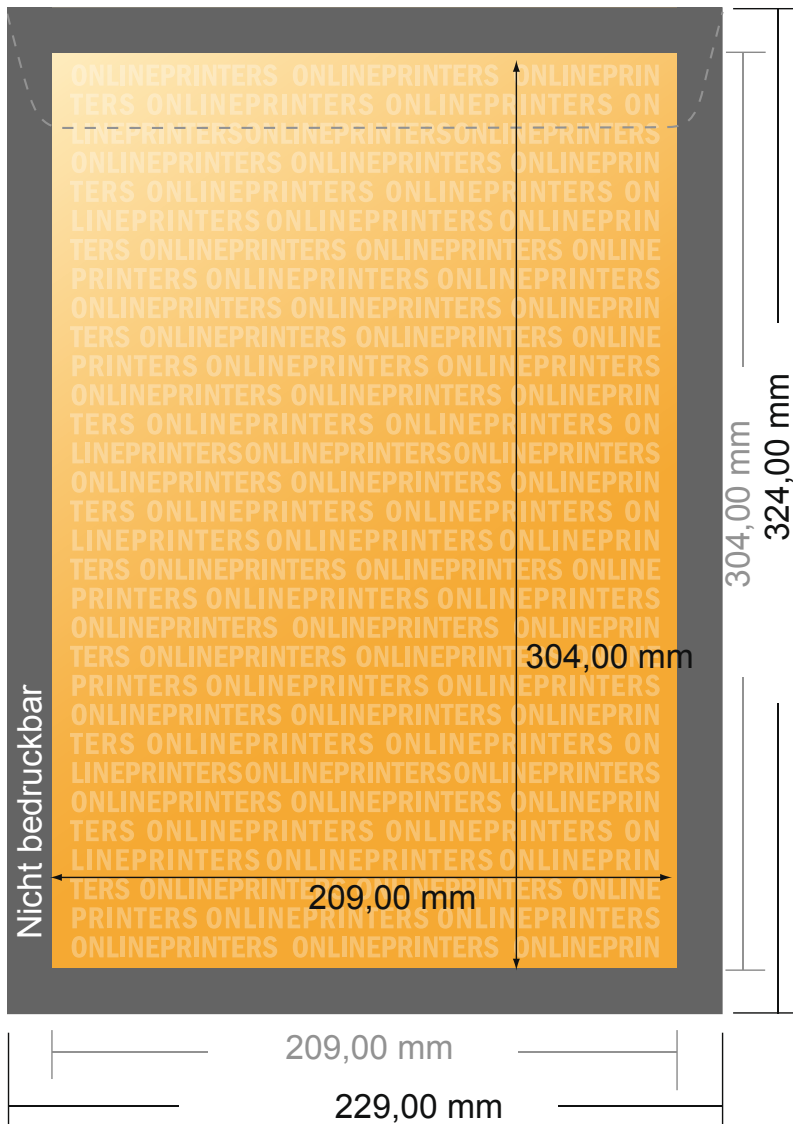 ONLINEPRINTERS ONLINEPRINTERS ONLINEPRIN
TERS ONLINEPRINTERS ONLINEPRINTERS ON
LINEPRINTERSONLINEPRINTERSONLINEPRINTERS
ONLINEPRINTERS ONLINEPRINTERS ONLINEPRIN
TERS ONLINEPRINTERS ONLINEPRINTERS ON
LINEPRINTERS ONLINEPRINTERS ONLINEPRIN
TERS ONLINEPRINTERS ONLINEPRINTERS ONLINE
PRINTERS ONLINEPRINTERS ONLINEPRINTERS
ONLINEPRINTERS ONLINEPRINTERS ONLINEPRIN
TERS ONLINEPRINTERS ONLINEPRINTERS ONLINE
PRINTERS ONLINEPRINTERS ONLINEPRINTERS
ONLINEPRINTERS ONLINEPRINTERS ONLINEPRIN
TERS ONLINEPRINTERS ONLINEPRINTERS ON
LINEPRINTERSONLINEPRINTERSONLINEPRINTERS
ONLINEPRINTERS ONLINEPRINTERS ONLINEPRIN
TERS ONLINEPRINTERS ONLINEPRINTERS ON
LINEPRINTERS ONLINEPRINTERS ONLINEPRIN
TERS ONLINEPRINTERS ONLINEPRINTERS ONLINE
PRINTERS ONLINEPRINTERS ONLINEPRINTERS
ONLINEPRINTERS ONLINEPRINTERS ONLINEPRIN
TERS ONLINEPRINTERS ONLINEPRINTERS ONLINE
PRINTERS ONLINEPRINTERS ONLINEPRINTERS
ONLINEPRINTERS ONLINEPRINTERS ONLINEPRIN
TERS ONLINEPRINTERS ONLINEPRINTERS ON
LINEPRINTERSONLINEPRINTERSONLINEPRINTERS
ONLINEPRINTERS ONLINEPRINTERS ONLINEPRIN
TERS ONLINEPRINTERS ONLINEPRINTERS ON
LINEPRINTERS ONLINEPRINTERS ONLINEPRIN
TERS ONLINEPRINTERS ONLINEPRINTERS ONLINE
PRINTERS ONLINEPRINTERS ONLINEPRINTERS
ONLINEPRINTERS ONLINEPRINTERS ONLINEPRIN
304,00 mm
209,00 mm
Nicht bedruckbar
304,00 mm
324,00 mm
209,00 mm
229,00 mm